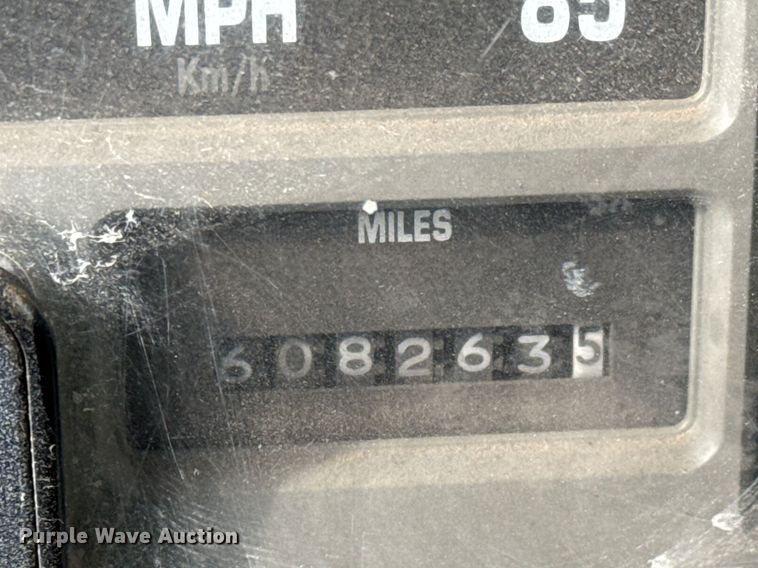 MPH 85
Km/h
MILES
6082635
Purple Wave Auction